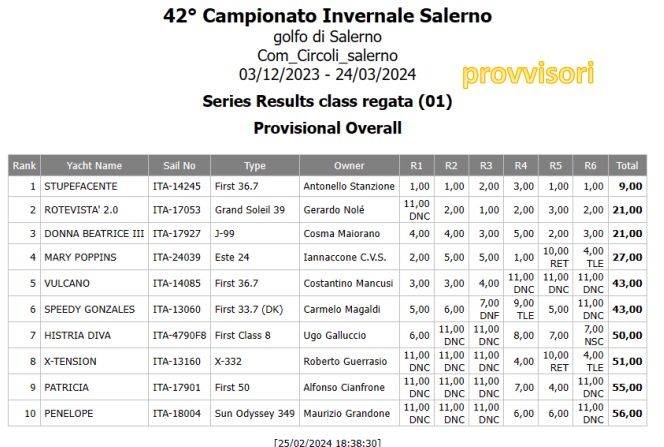 42° Campionato Invernale Salerno
golfo di Salerno
Com_Circoli_salerno
03/12/2023 - 24/03/2024
provvisori
Series Results class regata (01)
Provisional Overall
Rank Yacht Name Sail No Type Owner R1 R2 R3 R4 R5 R6 Total
1 STUPEFACENTE ITA-14245 First 36.7 Antonello Stanzione 1,00 1,00 2,00 3,00 1,00 1,00 9,00
2 ROTEVISTA' 2.0 ITA-17053 Grand Soleil 39 Gerardo Nolé 11,00 DNC 2,00 1,00 2,00 3,00 2,00 21,00
3 DONNA BEATRICE III ITA-17927 J-99 Cosma Maiorano 4,00 4,00 3,00 5,00 2,00 3,00 21,00
4 MARY POPPINS ITA-24039 Este 24 Iannaccone C.V.S. 2,00 5,00 5,00 1,00 10,00 RET 4,00 TLE 27,00
5 VULCANO ITA-14085 First 36.7 Costantino Mancusi 3,00 3,00 4,00 11,00 DNC 11,00 DNC 11,00 DNC 43,00
6 SPEEDY GONZALES ITA-13060 First 33.7 (DK) Carmelo Magaldi 5,00 6,00 7,00 DNF 9,00 TLE 5,00 11,00 DNC 43,00
7 HISTRIA DIVA ITA-4790F8 First Class 8 Ugo Galluccio 6,00 11,00 DNC 11,00 DNC 8,00 7,00 7,00 NSC 50,00
8 X-TENSION ITA-13160 X-332 Roberto Guerrasio 11,00 DNC 11,00 DNC 11,00 DNC 4,00 10,00 RET 4,00 TLE 51,00
9 PATRICIA ITA-17901 First 50 Alfonso Cianfrone 11,00 DNC 11,00 DNC 11,00 DNC 7,00 4,00 11,00 DNC 55,00
10 PENELOPE ITA-18004 Sun Odyssey 349 Maurizio Grandone 11,00 DNC 11,00 DNC 11,00 DNC 6,00 6,00 11,00 DNC 56,00
[25/02/2024 18:38:30]